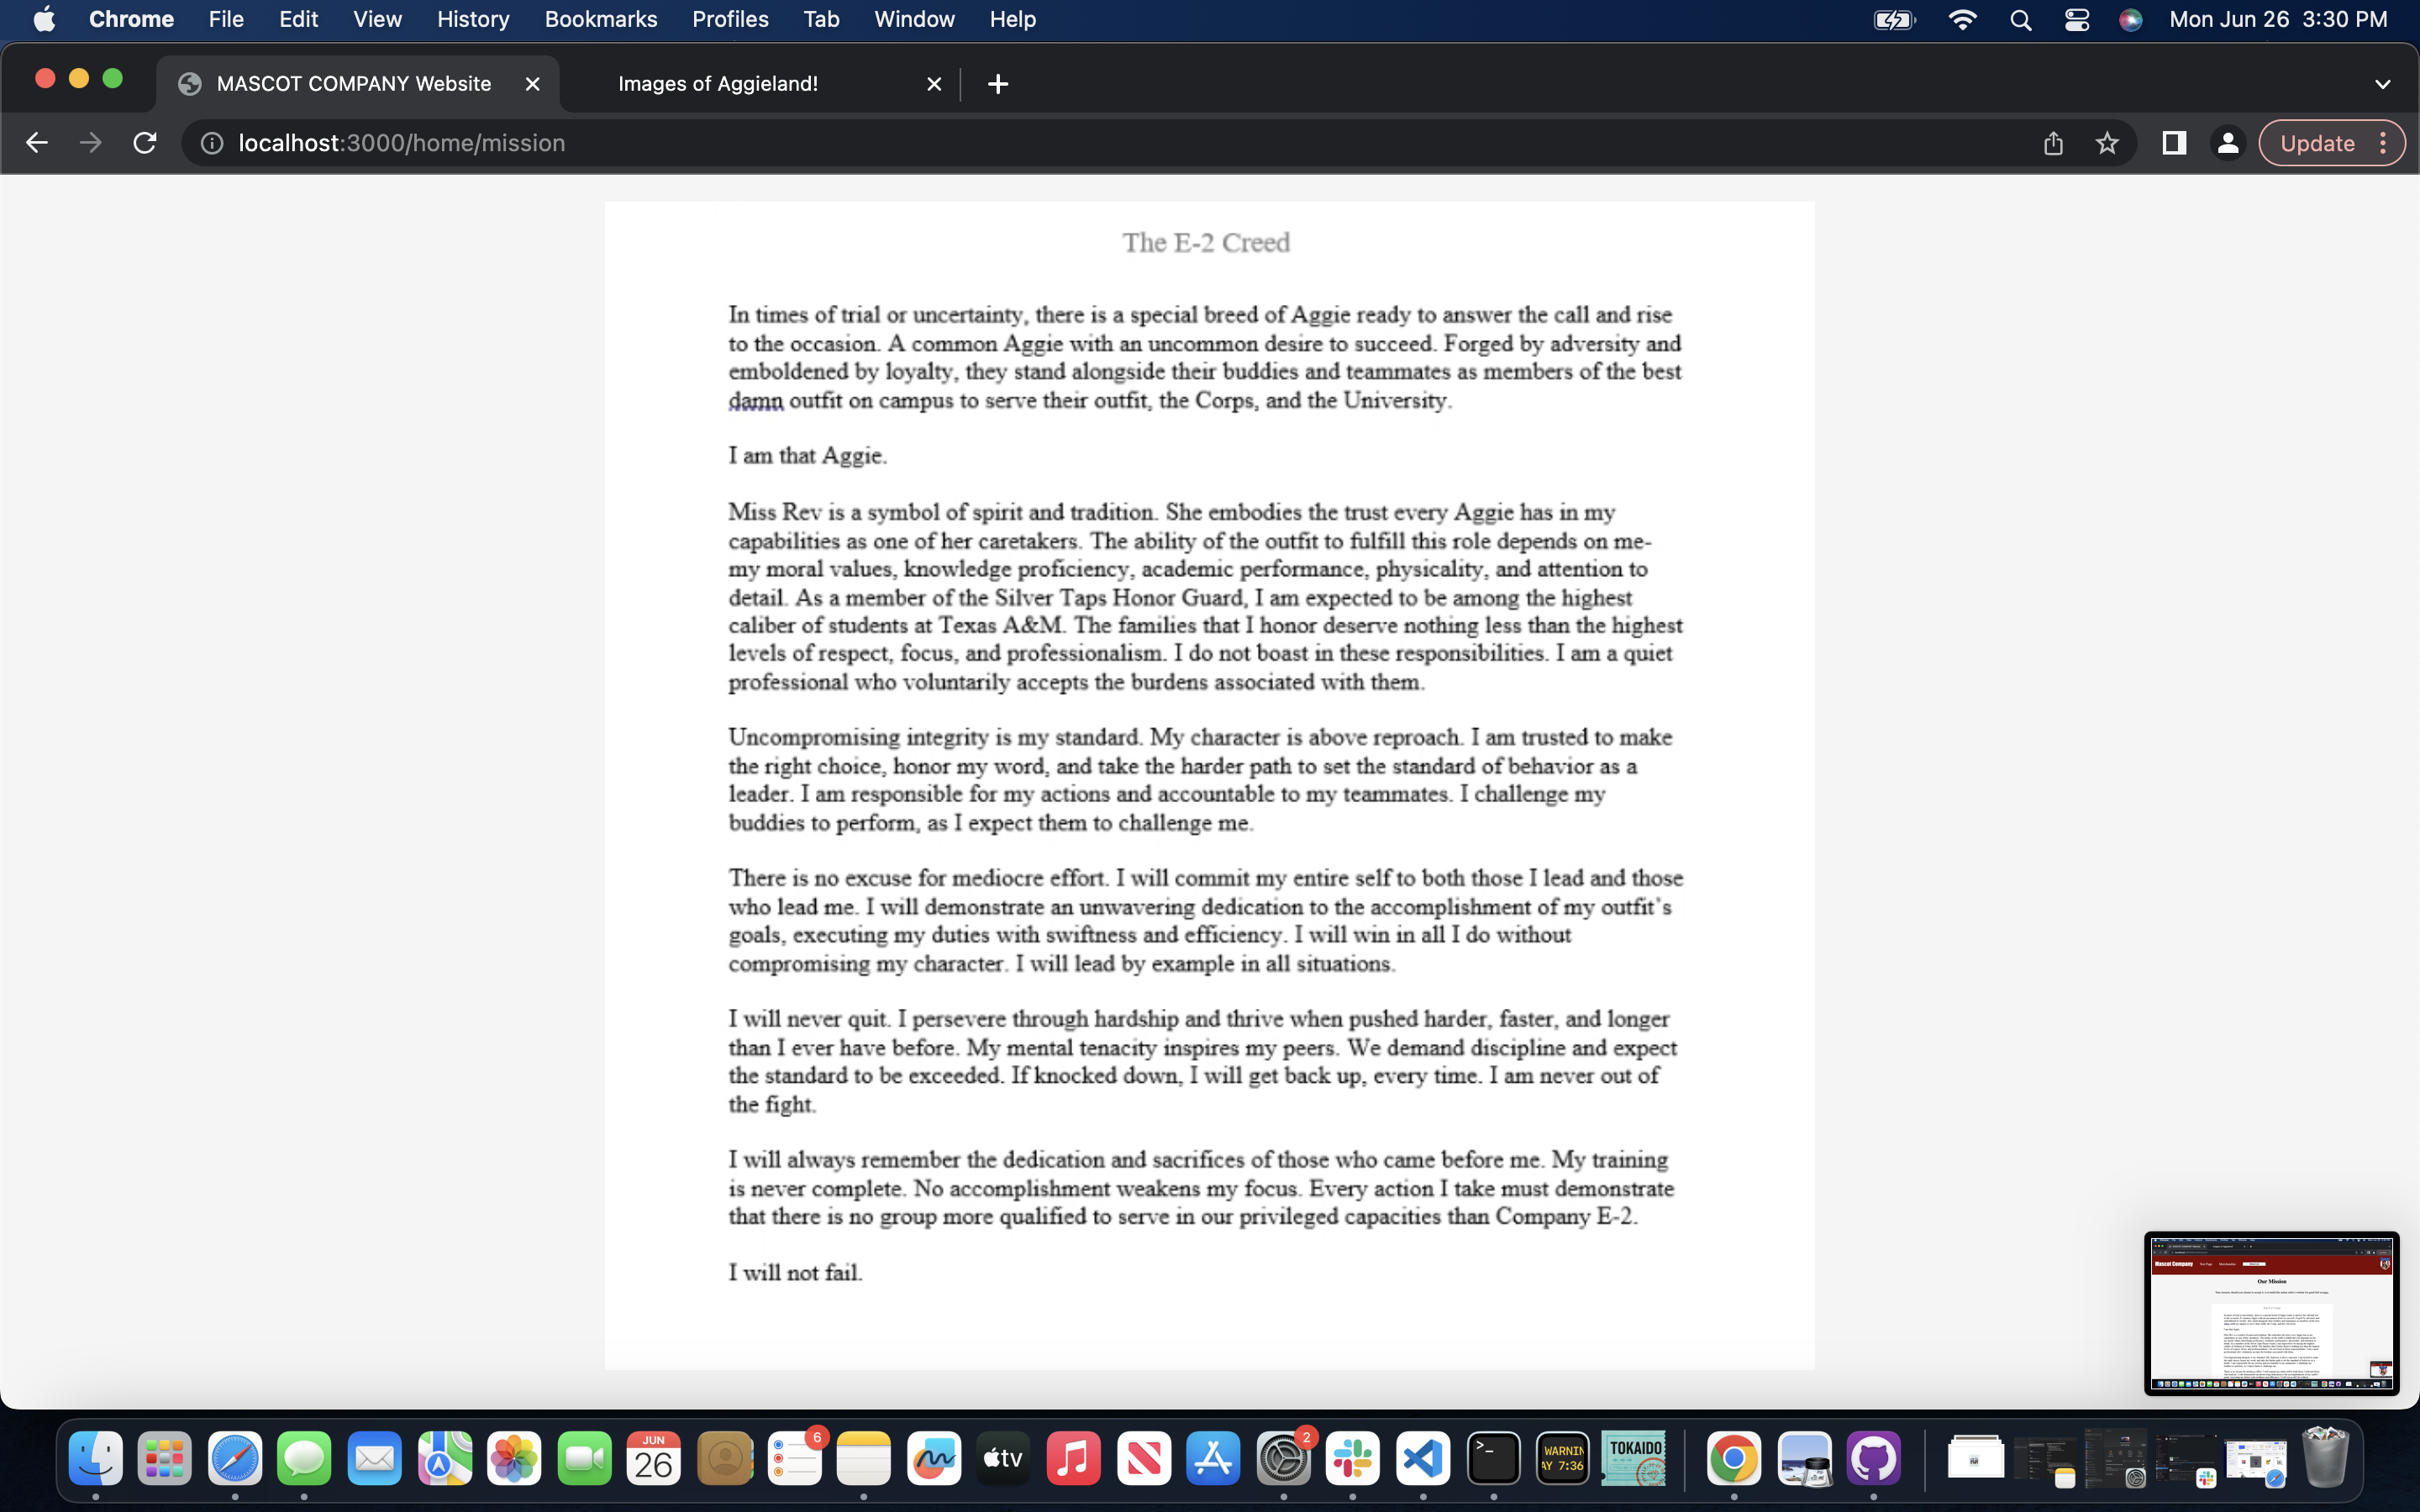 Chrome File Edit View History Bookmarks Profiles Tab Window Help Mon Jun 26 3:30 PM
MASCOT COMPANY Website Images of Aggieland!
localhost:3000/home/mission Update
The E-2 Creed
In times of trial or uncertainty, there is a special breed of Aggie ready to answer the call and rise
to the occasion. A common Aggie with an uncommon desire to succeed. Forged by adversity and
emboldened by loyalty, they stand alongside their buddies and teammates as members of the best
damn outfit on campus to serve their outfit, the Corps, and the University.
I am that Aggie.
Miss Rev is a symbol of spirit and tradition. She embodies the trust every Aggie has in my
capabilities as one of her caretakers. The ability of the outfit to fulfill this role depends on me-
my moral values, knowledge proficiency, academic performance, physicality, and attention to
detail. As a member of the Silver Taps Honor Guard, I am expected to be among the highest
caliber of students at Texas A&M. The families that I honor deserve nothing less than the highest
levels of respect, focus, and professionalism. I do not boast in these responsibilities. I am a quiet
professional who voluntarily accepts the burdens associated with them.
Uncompromising integrity is my standard. My character is above reproach. I am trusted to make
the right choice, honor my word, and take the harder path to set the standard of behavior as a
leader. I am responsible for my actions and accountable to my teammates. I challenge my
buddies to perform, as I expect them to challenge me.
There is no excuse for mediocre effort. I will commit my entire self to both those I lead and those
who lead me. I will demonstrate an unwavering dedication to the accomplishment of my outfit's
goals, executing my duties with swiftness and efficiency. I will win in all I do without
compromising my character. I will lead by example in all situations.
I will never quit. I persevere through hardship and thrive when pushed harder, faster, and longer
than I ever have before. My mental tenacity inspires my peers. We demand discipline and expect
the standard to be exceeded. If knocked down, I will get back up, every time. I am never out of
the fight.
I will always remember the dedication and sacrifices of those who came before me. My training
is never complete. No accomplishment weakens my focus. Every action I take must demonstrate
that there is no group more qualified to serve in our privileged capacities than Company E-2.
I will not fail.
Mascot Company
Our Mission
JUN 26 6 tv 2 >_ WARNIN AY 7:36 TOKAIDO